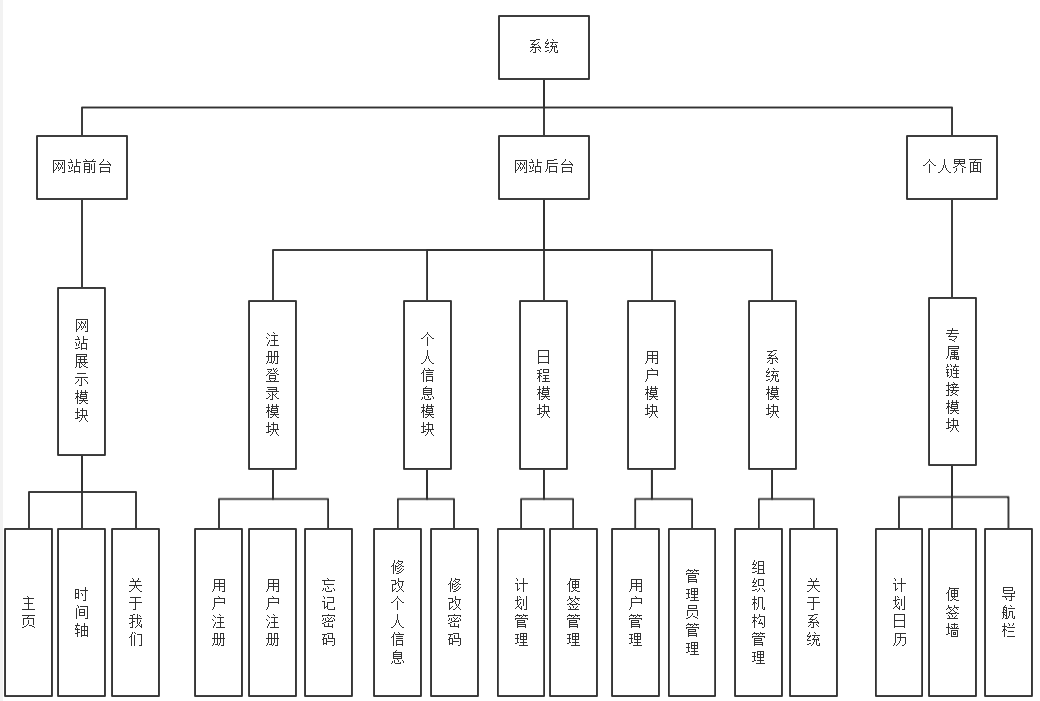 系统
网站前台
网站后台
个人界面
网站展示模块
注册登录模块
个人信息模块
日程模块
用户模块
系统模块
专属链接模块
主页
时间轴
关于我们
用户注册
用户注册
忘记密码
修改个人信息
修改密码
计划管理
便签管理
用户管理
管理员管理
组织机构管理
关于系统
计划日历
便签墙
导航栏